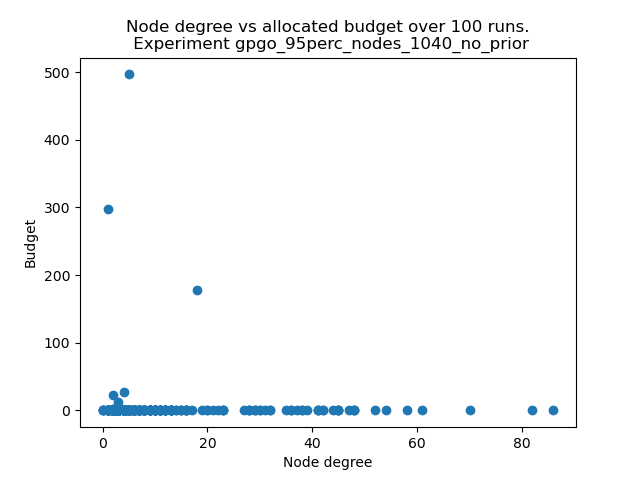 Node degree vs allocated budget over 100 runs.
Experiment gpgo_95perc_nodes_1040_no_prior
500
400
300
200
100
0
Budget
0 20 40 60 80
Node degree